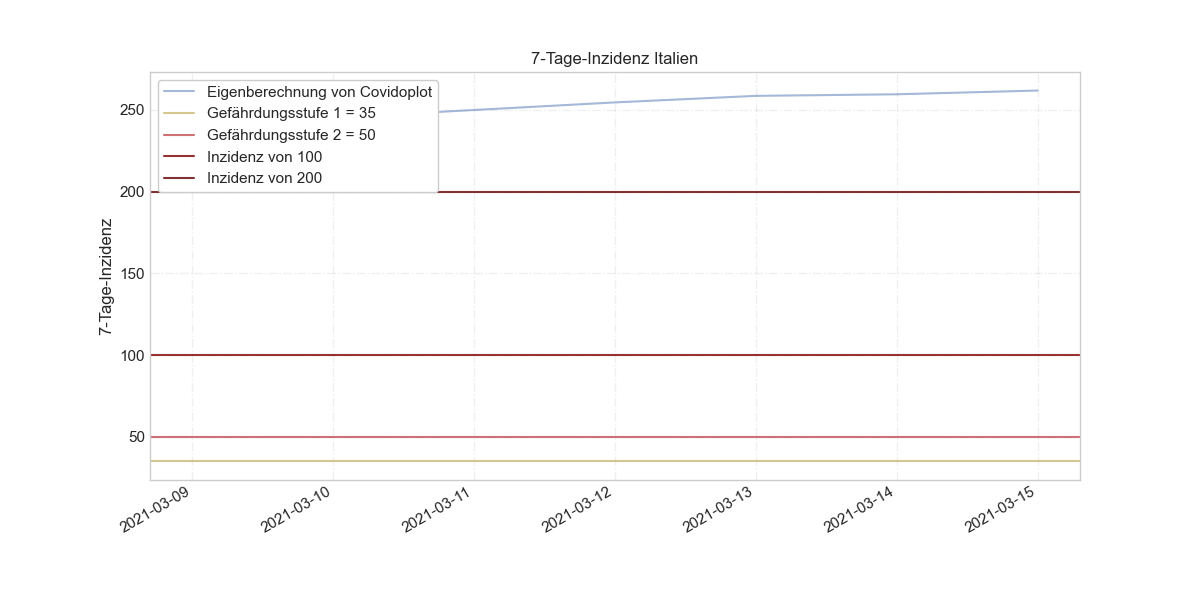 7-Tage-Inzidenz Italien
Eigenberechnung von Covidoplot
Gefährdungsstufe 1 = 35
Gefährdungsstufe 2 = 50
Inzidenz von 100
Inzidenz von 200
7-Tage-Inzidenz
250
200
150
100
50
2021-03-09
2021-03-10
2021-03-11
2021-03-12
2021-03-13
2021-03-14
2021-03-15